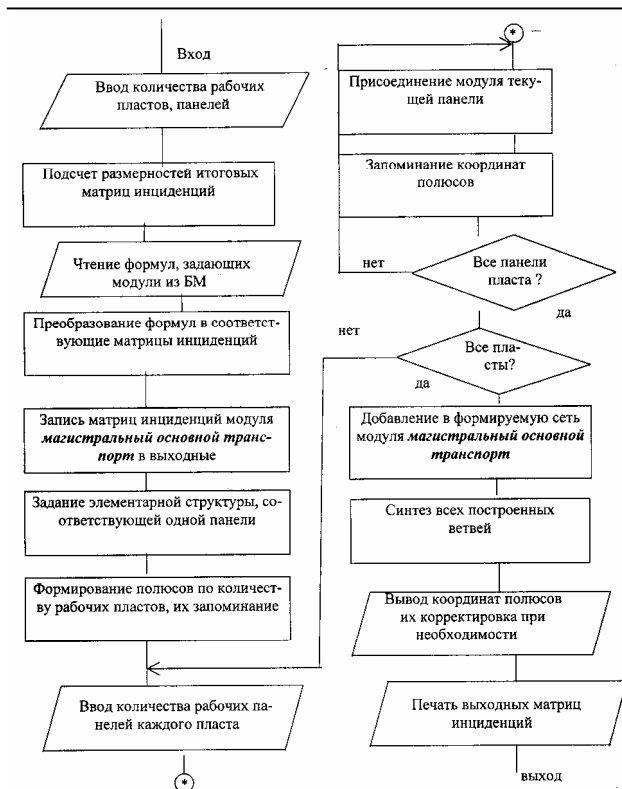 Вход
Ввод количества рабочих
пластов, панелей
Подсчет размерностей итоговых
матриц инциденций
Чтение формул, задающих
модули из БМ
Преобразование формул в соответст-
вующие матрицы инциденций
Запись матриц инциденций модуля
магистральный основной транс-
порт в выходные
Задание элементарной структуры, со-
ответствующей одной панели
Формирование полюсов по количест-
ву рабочих пластов, их запоминание
Ввод количества рабочих па-
нелей каждого пласта
*
*
Присоединение модуля теку-
щей панели
Запоминание координат
полюсов
нет
Все панели
пласта ?
да
нет
Все пла-
сты?
да
Добавление в формируемую сеть
модуля магистральный основной
транспорт
Синтез всех построенных
ветвей
Вывод координат полюсов
их корректировка при
необходимости
Печать выходных матриц
инциденций
выход